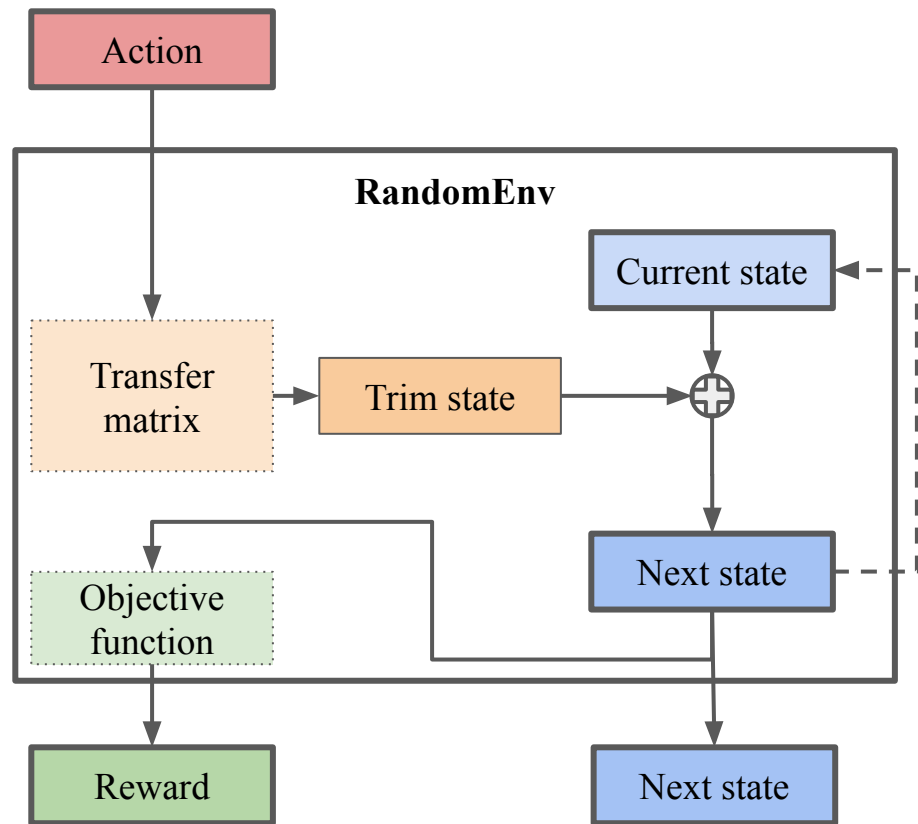 Action
RandomEnv
Current state
Transfer
matrix
Trim state
Next state
Objective
function
Reward
Next state